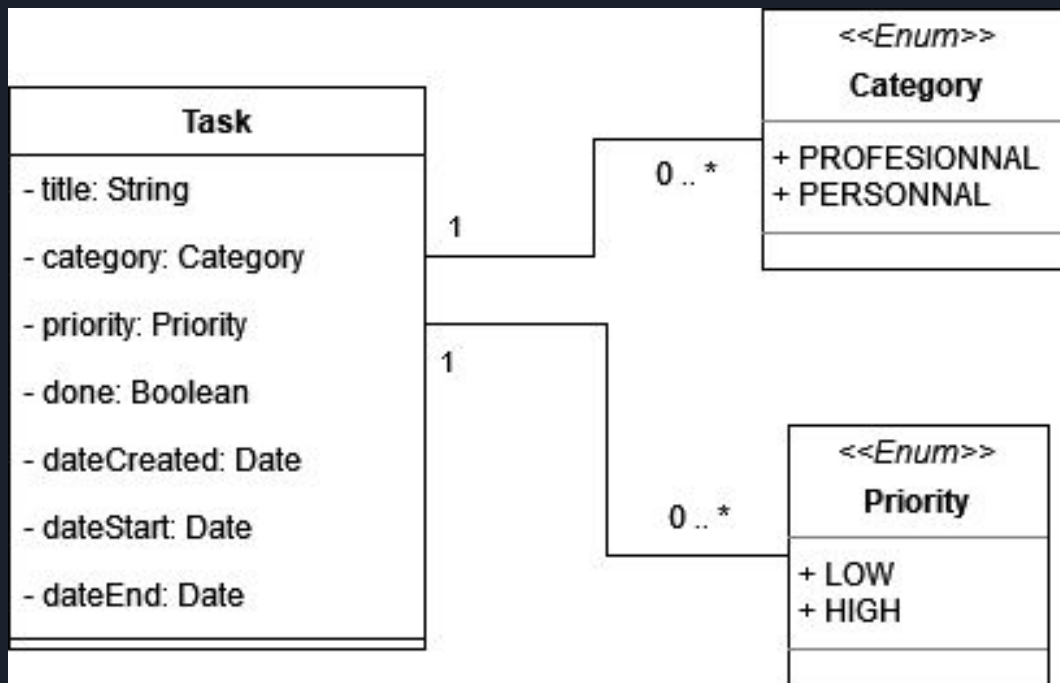 Task
- title: String
- category: Category
- priority: Priority
- done: Boolean
- dateCreated: Date
- dateStart: Date
- dateEnd: Date
1
0 .. *
1
0 .. *
<<Enum>>
Category
+ PROFESIONNAL
+ PERSONNAL
<<Enum>>
Priority
+ LOW
+ HIGH